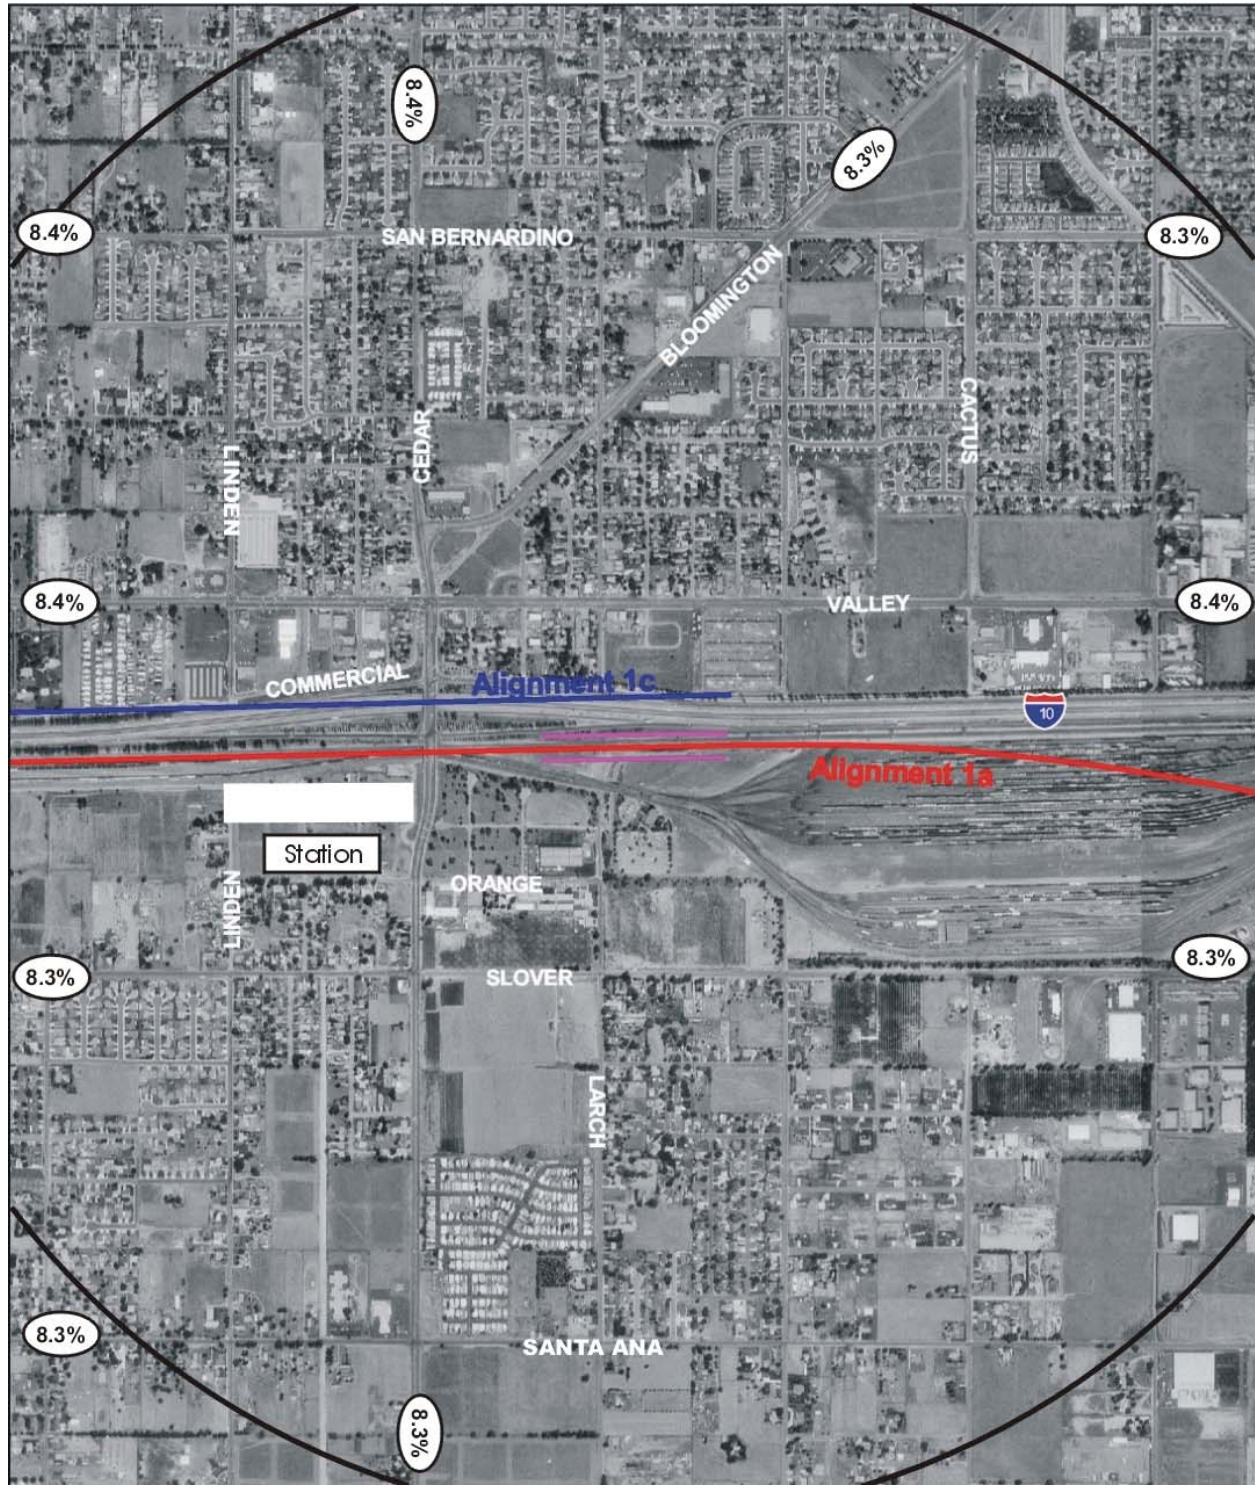 8.4%
8.3%
8.4%
SAN BERNARDINO
8.3%
BLOOMINGTON
CEDAR
CACTUS
LINDEN
8.4%
VALLEY
8.4%
COMMERCIAL
Alignment 1c
10
Alignment 1a
Station
LINDEN
ORANGE
8.3%
SLOVER
8.3%
LARCH
8.3%
SANTA ANA
8.3%